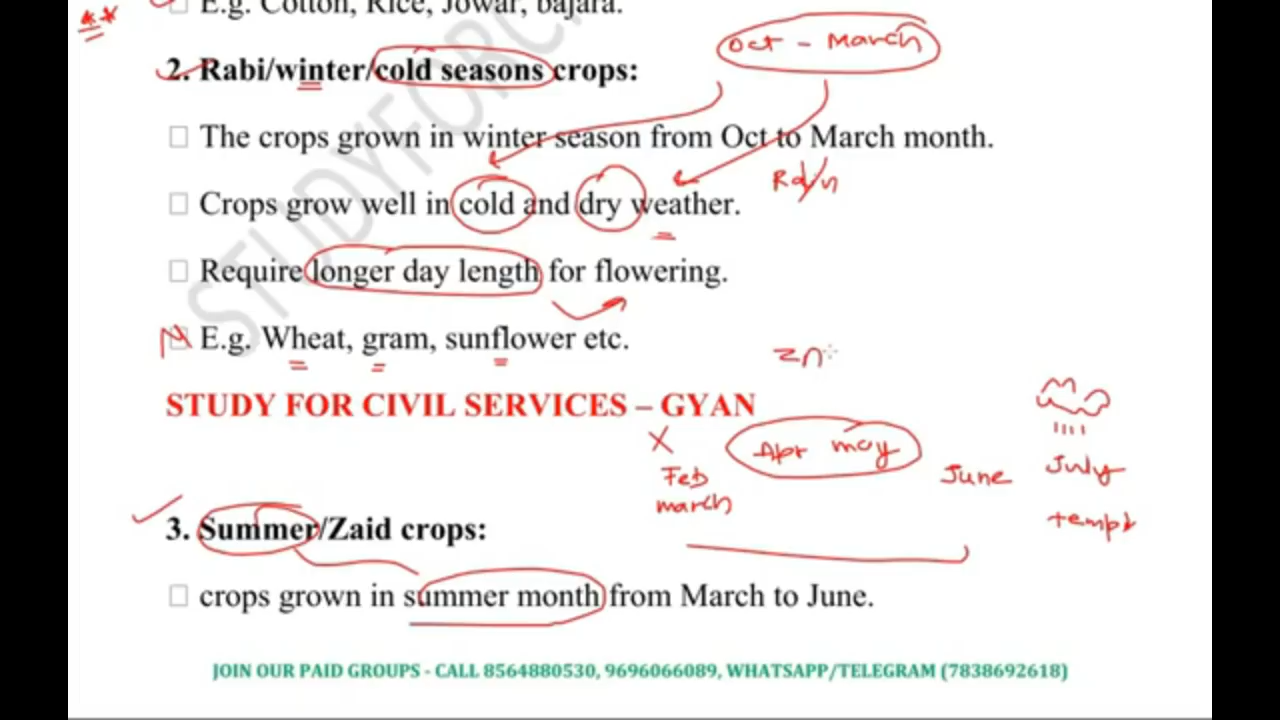 E.g. Cotton, Rice, Jowar, bajara.
Oct - March
2. Rabi/winter/cold seasons crops:
The crops grown in winter season from Oct to March month.
Rain
Crops grow well in cold and dry weather.
Require longer day length for flowering.
E.g. Wheat, gram, sunflower etc.
STUDY FOR CIVIL SERVICES – GYAN
Apr may
Feb
June
July
march
temp
3. Summer/Zaid crops:
crops grown in summer month from March to June.
JOIN OUR PAID GROUPS - CALL 8564880530, 9696066089, WHATSAPP/TELEGRAM (7838692618)
STUDYFORC